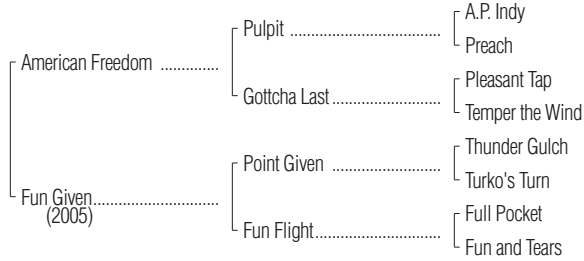 A.P. Indy
Pulpit ................................................
Preach
American Freedom ..............
Pleasant Tap
Gottcha Last..................................
Temper the Wind
Thunder Gulch
Point Given ..................................
Turko's Turn
Fun Given........................................
(2005)
Full Pocket
Fun Flight........................................
Fun and Tears